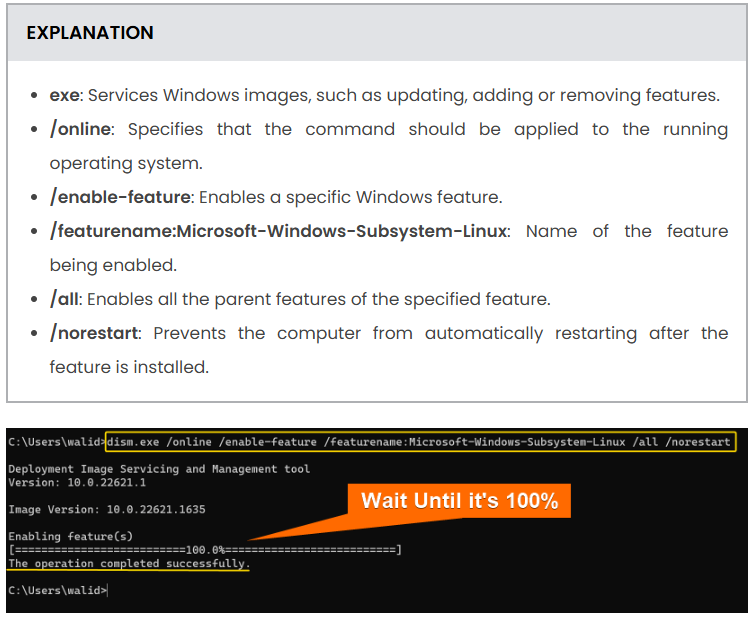 EXPLANATION
• exe: Services Windows images, such as updating, adding or removing features.
• /online: Specifies that the command should be applied to the running
operating system.
• /enable-feature: Enables a specific Windows feature.
• /featurename:Microsoft-Windows-Subsystem-Linux: Name of the feature
being enabled.
• /all: Enables all the parent features of the specified feature.
• /norestart: Prevents the computer from automatically restarting after the
feature is installed.
C:\Users\walid>dism.exe /online /enable-feature /featurename:Microsoft-Windows-Subsystem-Linux /all /norestart
Deployment Image Servicing and Management tool
Version: 10.0.22621.1
Wait Until it's 100%
Image Version: 10.0.22621.1635
Enabling feature(s)
[==========================100.0%==========================]
The operation completed successfully.
C:\Users\walid>